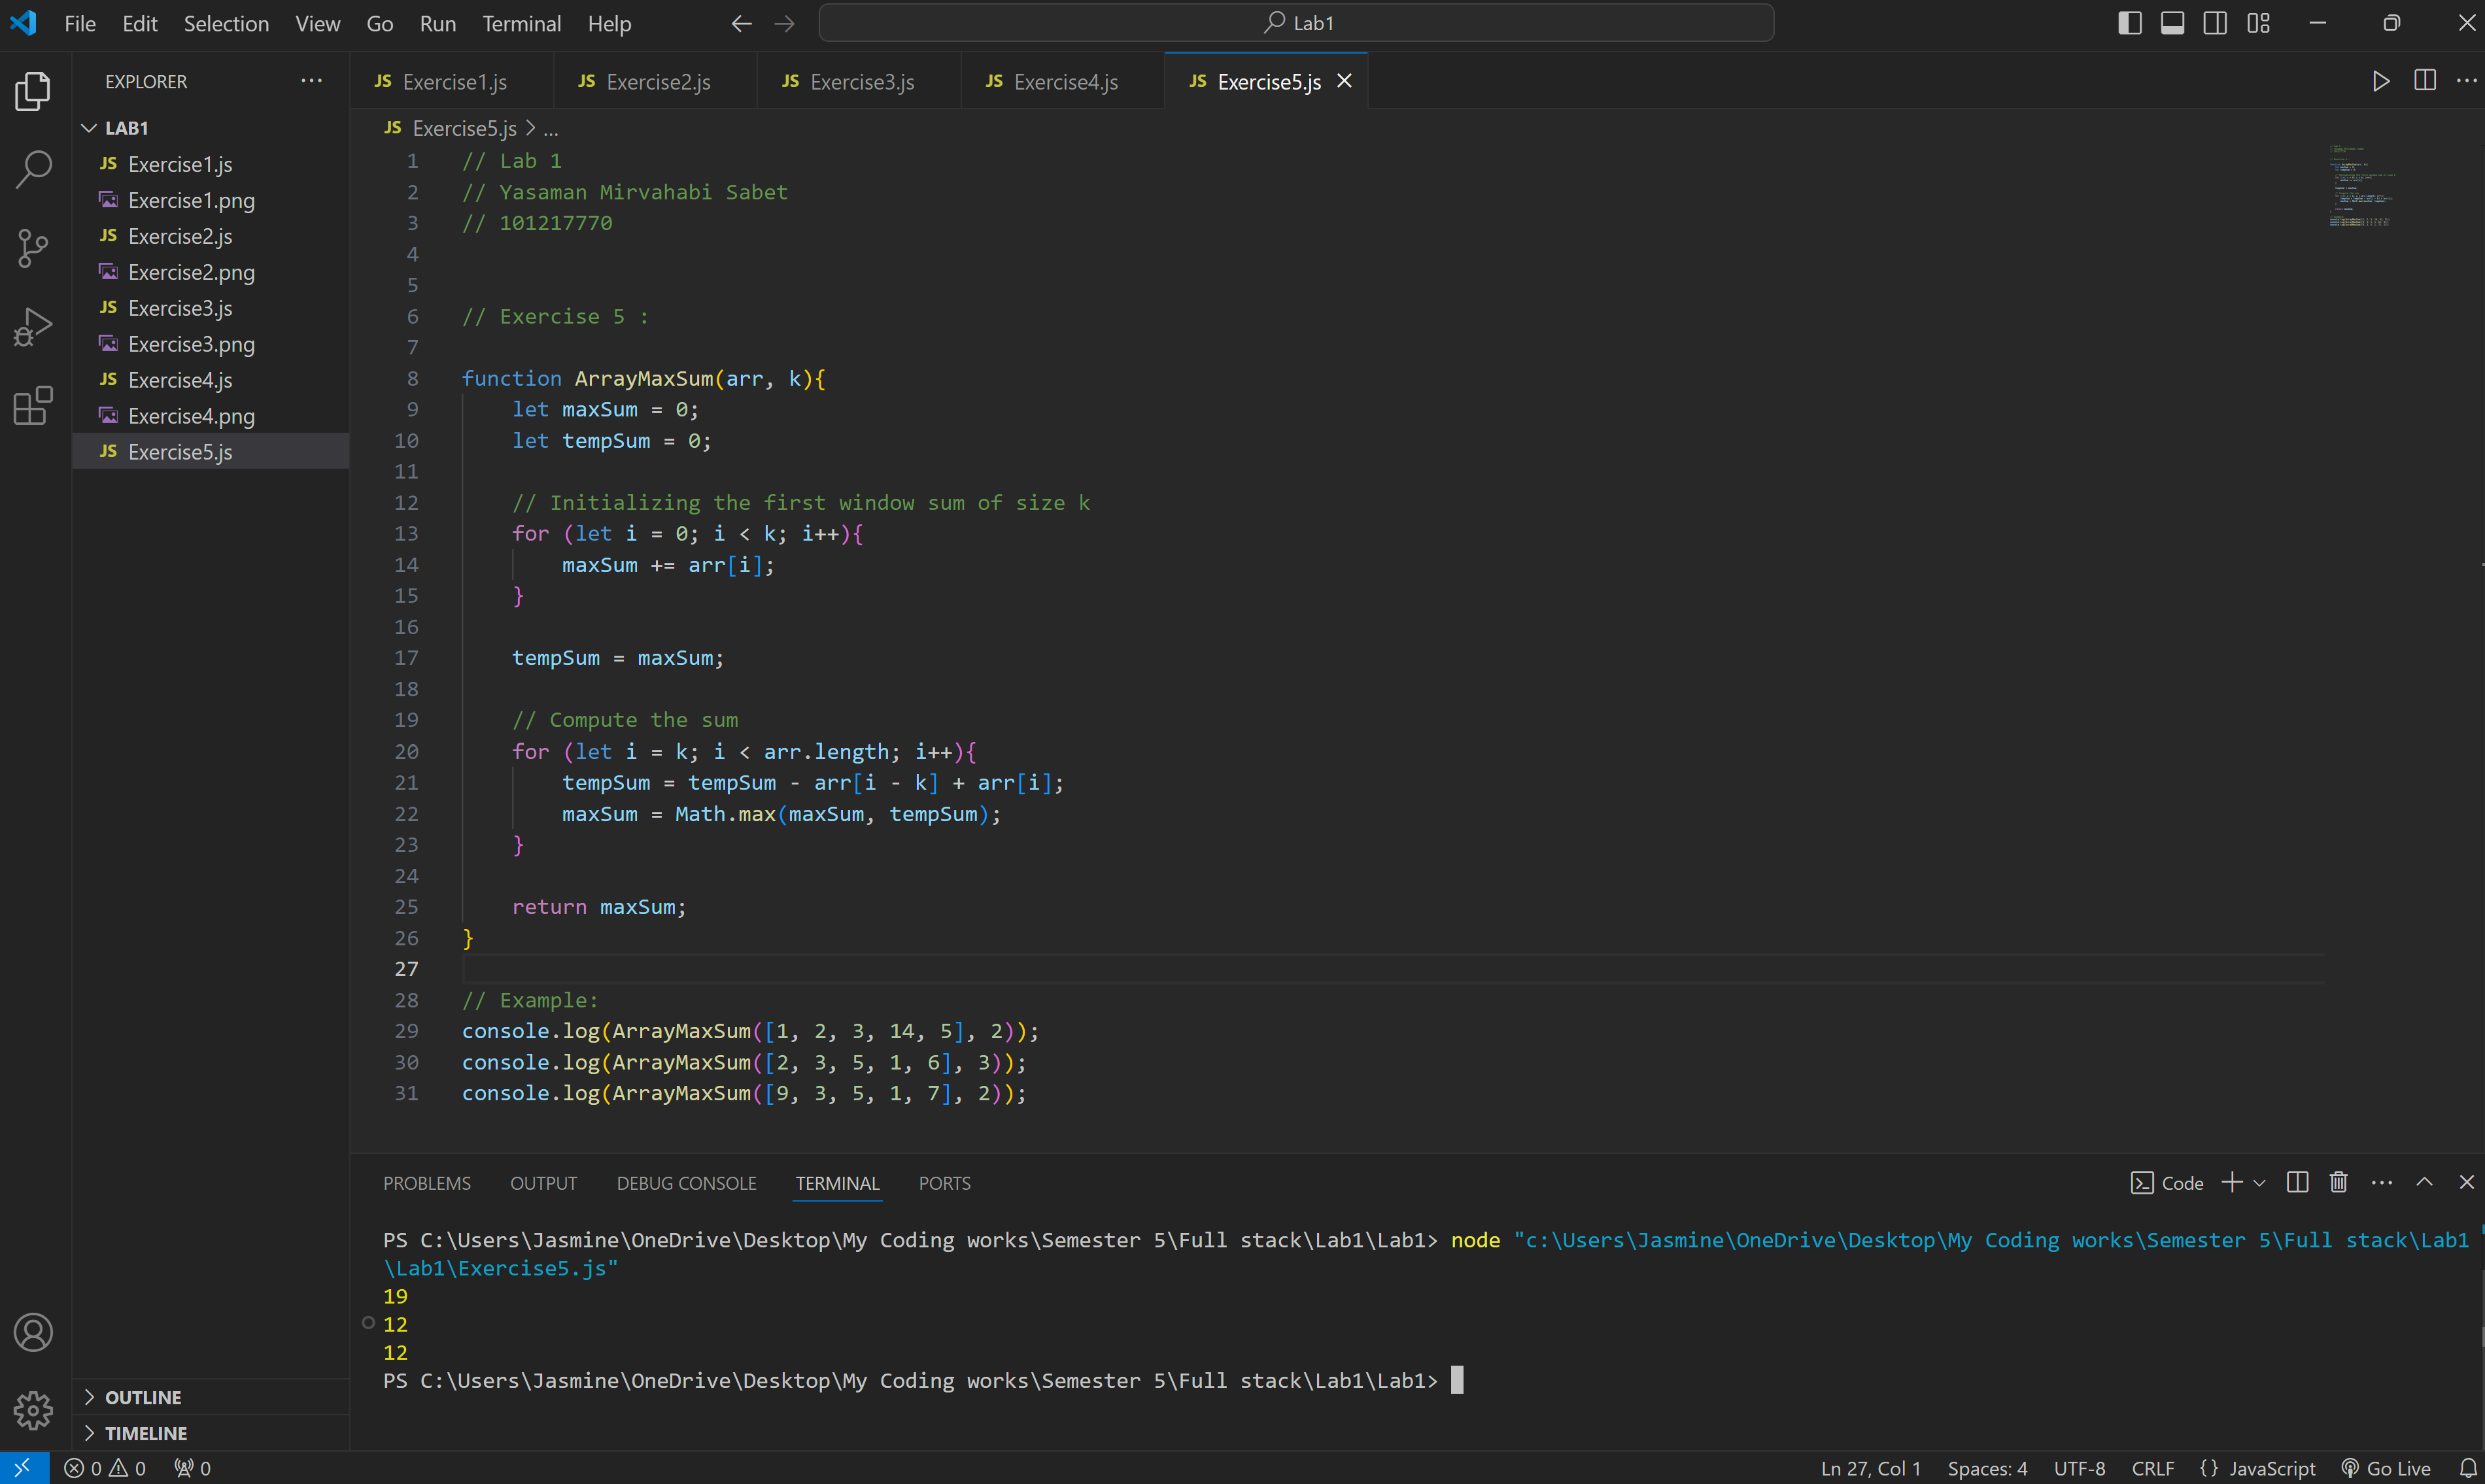 File Edit Selection View Go Run Terminal Help
Lab1
EXPLORER
LAB1
Exercise1.js
Exercise1.png
Exercise2.js
Exercise2.png
Exercise3.js
Exercise3.png
Exercise4.js
Exercise4.png
Exercise5.js
OUTLINE
TIMELINE
JS Exercise1.js JS Exercise2.js JS Exercise3.js JS Exercise4.js JS Exercise5.js
JS Exercise5.js > ...
1 // Lab 1
2 // Yasaman Mirvahabi Sabet
3 // 101217770
4
5
6 // Exercise 5 :
7
8 function ArrayMaxSum(arr, k){
9 let maxSum = 0;
10 let tempSum = 0;
11
12 // Initializing the first window sum of size k
13 for (let i = 0; i < k; i++){
14 maxSum += arr[i];
15 }
16
17 tempSum = maxSum;
18
19 // Compute the sum
20 for (let i = k; i < arr.length; i++){
21 tempSum = tempSum - arr[i - k] + arr[i];
22 maxSum = Math.max(maxSum, tempSum);
23 }
24
25 return maxSum;
26 }
27
28 // Example:
29 console.log(ArrayMaxSum([1, 2, 3, 14, 5], 2));
30 console.log(ArrayMaxSum([2, 3, 5, 1, 6], 3));
31 console.log(ArrayMaxSum([9, 3, 5, 1, 7], 2));
PROBLEMS OUTPUT DEBUG CONSOLE TERMINAL PORTS
Code
PS C:\Users\Jasmine\OneDrive\Desktop\My Coding works\Semester 5\Full stack\Lab1\Lab1> node "c:\Users\Jasmine\OneDrive\Desktop\My Coding works\Semester 5\Full stack\Lab1
\Lab1\Exercise5.js"
19
12
12
PS C:\Users\Jasmine\OneDrive\Desktop\My Coding works\Semester 5\Full stack\Lab1\Lab1>
0 0 0 Ln 27, Col 1 Spaces: 4 UTF-8 CRLF {} JavaScript Go Live